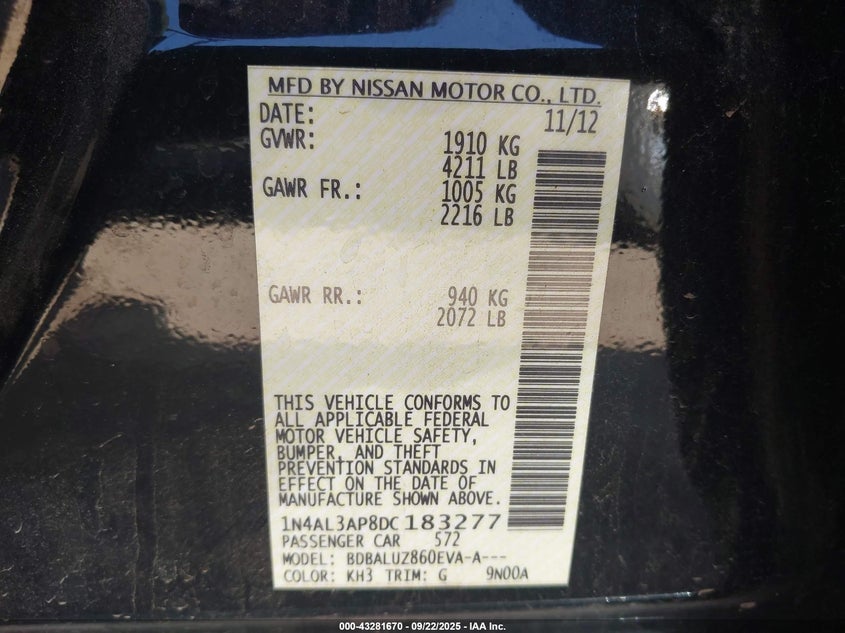 MFD BY NISSAN MOTOR CO., LTD.
DATE: 11/12
GVWR: 1910 KG
4211 LB
GAWR FR.: 1005 KG
2216 LB
GAWR RR.: 940 KG
2072 LB
THIS VEHICLE CONFORMS TO
ALL APPLICABLE FEDERAL
MOTOR VEHICLE SAFETY,
BUMPER, AND THEFT
PREVENTION STANDARDS IN
EFFECT ON THE DATE OF
MANUFACTURE SHOWN ABOVE.
1N4AL3AP8DC183277
PASSENGER CAR 572
MODEL: BDBALUZ860EVA-A---
COLOR: KH3 TRIM: G 9N00A
000-43281670 - 09/22/2025 - IAA Inc.